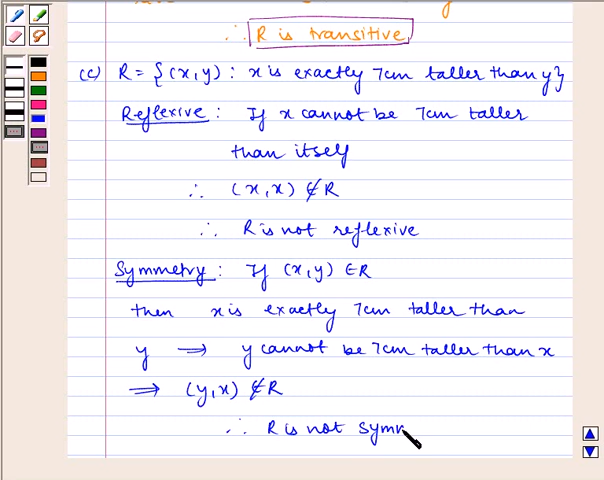 ∴ R is transitive
(c) R = {(x,y) : x is exactly 7cm taller than y}
Reflexive : If x cannot be 7cm taller
than itself
∴ (x,x) ∉ R
∴ R is not reflexive
Symmetry : If (x,y) ∈ R
then x is exactly 7cm taller than
y ⟹ y cannot be 7cm taller than x
⟹ (y,x) ∉ R
∴ R is not symm